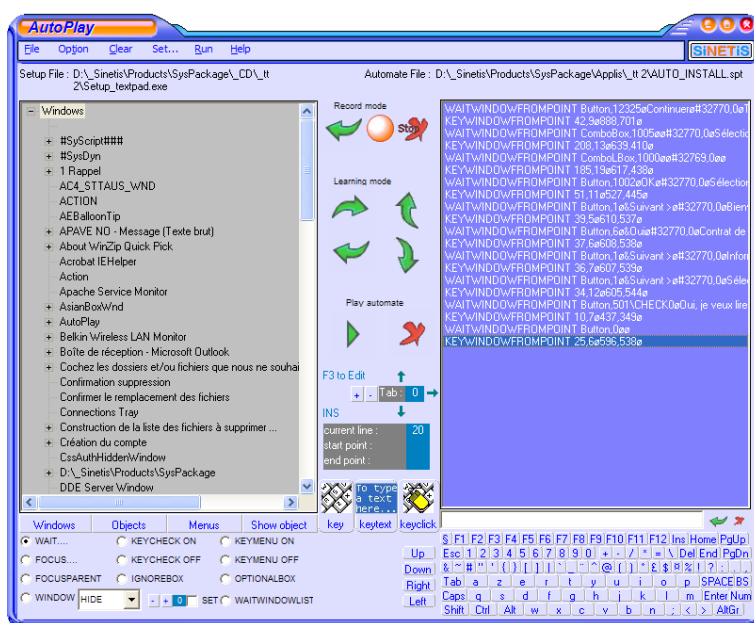 AutoPlay
File Option Clear Set... Run Help
SiNETiS
Setup File : D:\_Sinetis\Products\SysPackage\_CD\_tt
2\Setup_textpad.exe
Automate File : D:\_Sinetis\Products\SysPackage\Applis\_tt 2\AUTO_INSTALL.spt
Windows
#SyScript###
#SysDyn
1 Rappel
AC4_STTAUS_WND
ACTION
AEBalloonTip
APAVE NO - Message (Texte brut)
About WinZip Quick Pick
Acrobat IEHelper
Action
Apache Service Monitor
AsianBoxWnd
AutoPlay
Belkin Wireless LAN Monitor
Boîte de réception - Microsoft Outlook
Cochez les dossiers et/ou fichiers que nous ne souhai
Confirmation suppression
Confirmer le remplacement des fichiers
Connections Tray
Construction de la liste des fichiers à supprimer ...
Création du compte
CssAuthHiddenWindow
D:\_Sinetis\Products\SysPackage
DDE Server Window
Record mode
Stop
Learning mode
Play automate
F3 to Edit
+ - Tab : 0
INS
current line : 20
start point :
end point :
To type
a text
here...
key keytext keyclick
WAITWINDOWFROMPOINT Button,12325øContinuerø#32770,0ø
KEYWINDOWFROMPOINT 42,9ø888,701ø
WAITWINDOWFROMPOINT ComboBox,1005øø#32770,0øSélectio
KEYWINDOWFROMPOINT 208,13ø639,410ø
WAITWINDOWFROMPOINT ComboLBox,1000øø#32769,0øø
KEYWINDOWFROMPOINT 185,19ø617,438ø
WAITWINDOWFROMPOINT Button,1002øOKø#32770,0øSélection
KEYWINDOWFROMPOINT 51,11ø527,445ø
WAITWINDOWFROMPOINT Button,1ø&Suivant >ø#32770,0øBien
KEYWINDOWFROMPOINT 39,5ø610,537ø
WAITWINDOWFROMPOINT Button,6ø&Ouiø#32770,0øContrat de
KEYWINDOWFROMPOINT 37,6ø608,538ø
WAITWINDOWFROMPOINT Button,1ø&Suivant >ø#32770,0øInfor
KEYWINDOWFROMPOINT 36,7ø607,539ø
WAITWINDOWFROMPOINT Button,1ø&Suivant >ø#32770,0øSéle
KEYWINDOWFROMPOINT 34,12ø605,544ø
WAITWINDOWFROMPOINT Button,501\CHECK0øOui, je veux lire
KEYWINDOWFROMPOINT 10,7ø437,349ø
WAITWINDOWFROMPOINT Button,0øø
KEYWINDOWFROMPOINT 25,6ø596,538ø
Windows Objects Menus Show object
WAIT.... KEYCHECK ON KEYMENU ON
FOCUS.... KEYCHECK OFF KEYMENU OFF
FOCUSPARENT IGNOREBOX OPTIONALBOX
WINDOW HIDE - + 0 SET WAITWINDOWLIST
Up
Down
Right
Left
S F1 F2 F3 F4 F5 F6 F7 F8 F9 F10 F11 F12 Ins Home PgUp
Esc 1 2 3 4 5 6 7 8 9 0 + - / * = \ Del End PgDn
& ~ # " ' { } [ ] | ` _ ¨ ^ @ ( ) ° £ $ ¤ % ! ? : . ,
Tab a z e r t y u i o p SPACE BS
Caps q s d f g h j k l m Enter Num
Shift Ctrl Alt w x c v b n ; < > AltGr